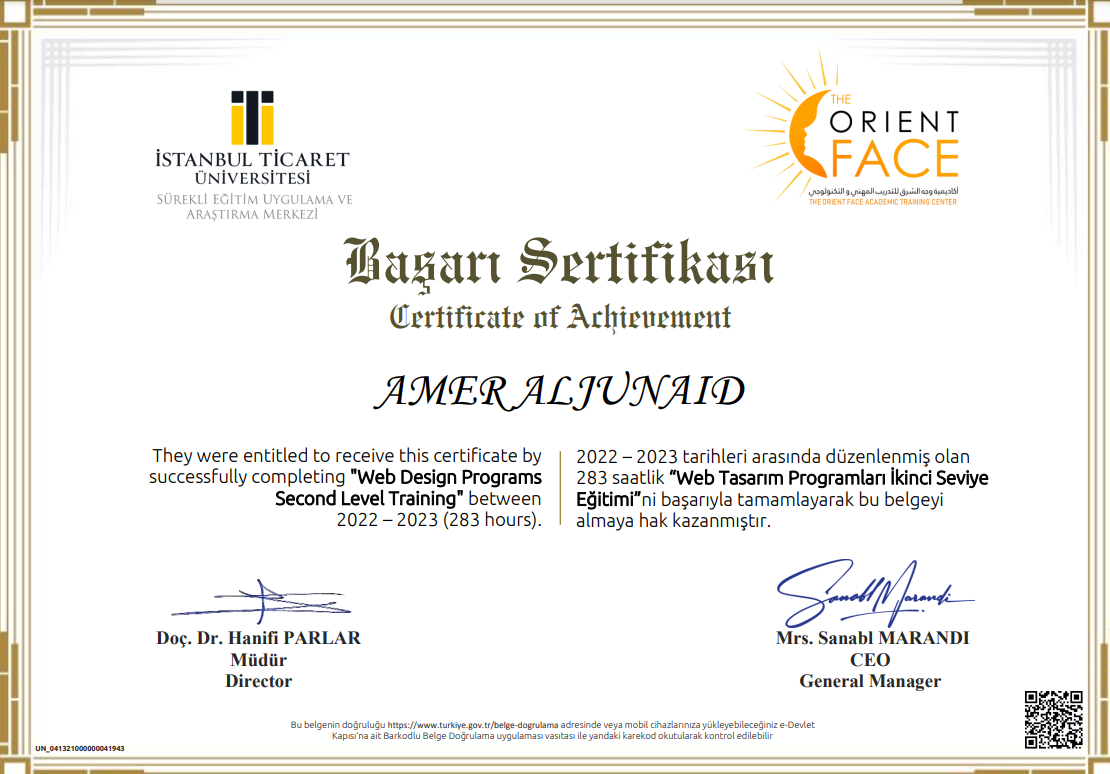 İSTANBUL TİCARET
ÜNİVERSİTESİ
SÜREKLİ EĞİTİM UYGULAMA VE
ARAŞTIRMA MERKEZİ
THE
ORIENT
FACE
أكاديمية وجه الشرق للتدريب المهني و التكنولوجي
THE ORIENT FACE ACADEMIC TRAINING CENTER
Başarı Sertifikası
Certificate of Achievement
AMER ALJUNAID
They were entitled to receive this certificate by
successfully completing "Web Design Programs
Second Level Training" between
2022 – 2023 (283 hours).
2022 – 2023 tarihleri arasında düzenlenmiş olan
283 saatlik “Web Tasarım Programları İkinci Seviye
Eğitimi”ni başarıyla tamamlayarak bu belgeyi
almaya hak kazanmıştır.
Doç. Dr. Hanifi PARLAR
Müdür
Director
Sanabl Marandi
Mrs. Sanabl MARANDI
CEO
General Manager
Bu belgenin doğruluğu https://www.turkiye.gov.tr/belge-dogrulama adresinde veya mobil cihazlarınıza yükleyebileceğiniz e-Devlet
Kapısı'na ait Barkodlu Belge Doğrulama uygulaması vasıtası ile yandaki karekod okutularak kontrol edilebilir
UN_041321000000041943